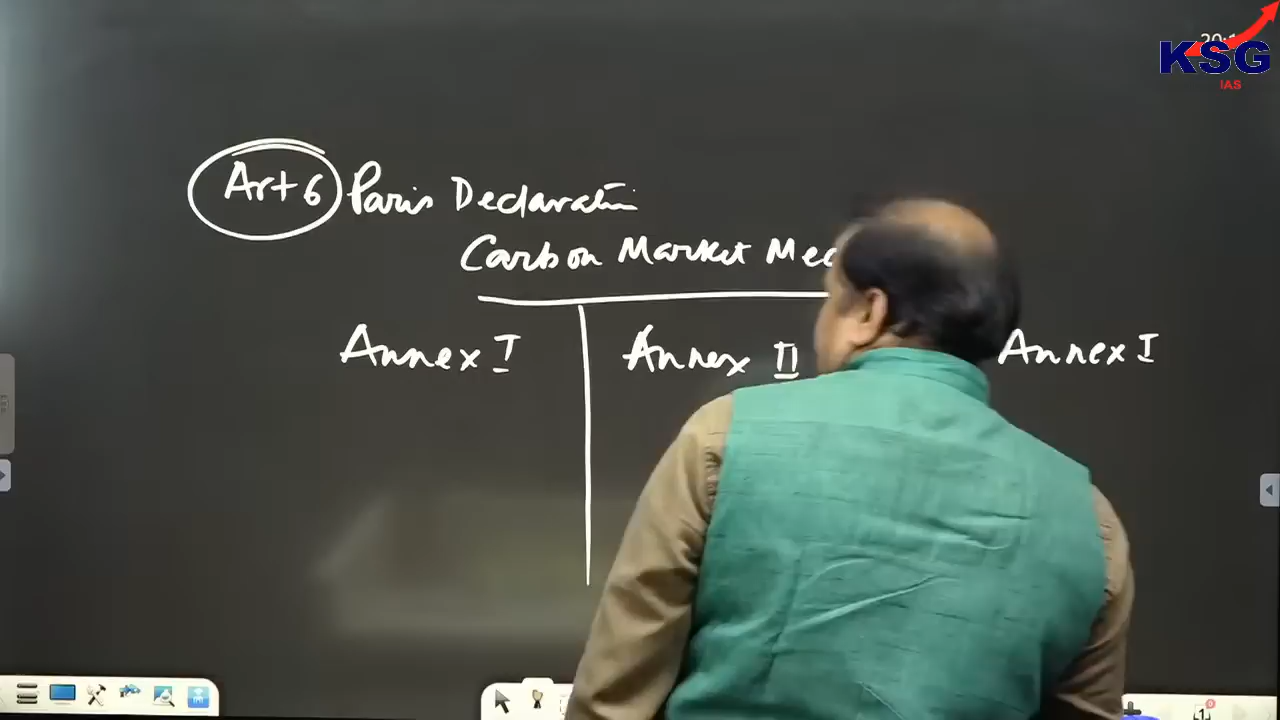 KSG
IAS
Art 6 Paris Declaration
Carbon Market Mec
Annex I Annex II Annex I